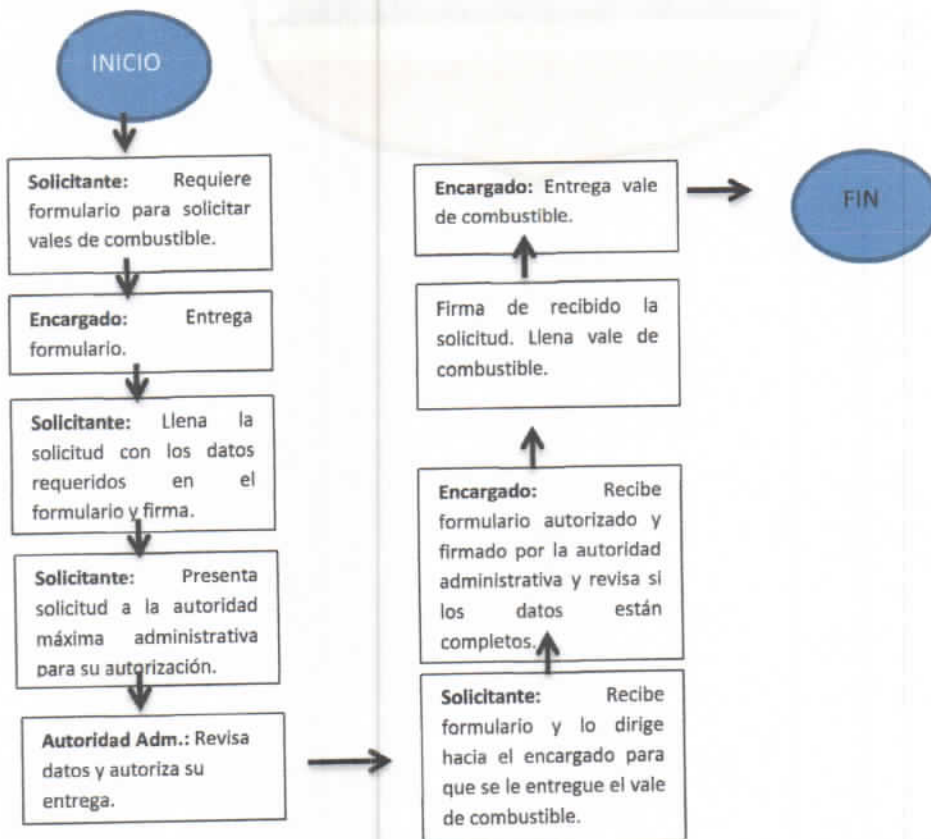 INICIO
Solicitante: Requiere
formulario para solicitar
vales de combustible.
Encargado: Entrega
formulario.
Solicitante: Llena la
solicitud con los datos
requeridos en el
formulario y firma.
Solicitante: Presenta
solicitud a la autoridad
máxima administrativa
para su autorización.
Autoridad Adm.: Revisa
datos y autoriza su
entrega.
Solicitante: Recibe
formulario y lo dirige
hacia el encargado para
que se le entregue el vale
de combustible.
Encargado: Recibe
formulario autorizado y
firmado por la autoridad
administrativa y revisa si
los datos están
completos.
Firma de recibido la
solicitud. Llena vale de
combustible.
Encargado: Entrega vale
de combustible.
FIN